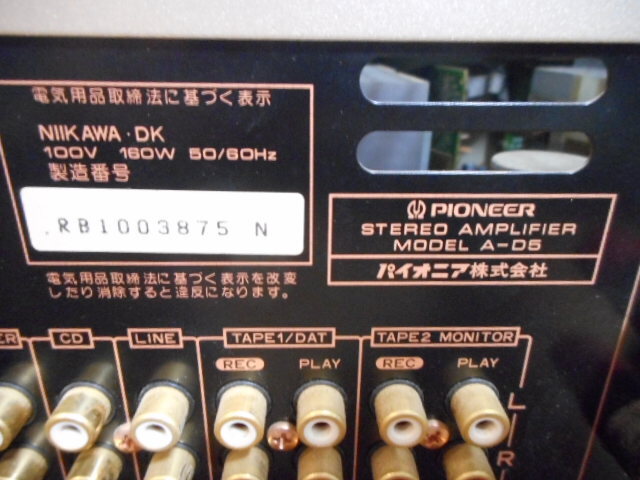 電気用品取締法に基づく表示
NIIKAWA・DK
100V 160W 50/60Hz
製造番号
RB1003875 N
電気用品取締法に基づく表示を改変
したり消除すると違反になります。
PIONEER
STEREO AMPLIFIER
MODEL A-D5
パイオニア株式会社
ER CD LINE TAPE1/DAT TAPE2 MONITOR
REC PLAY REC PLAY
L
R